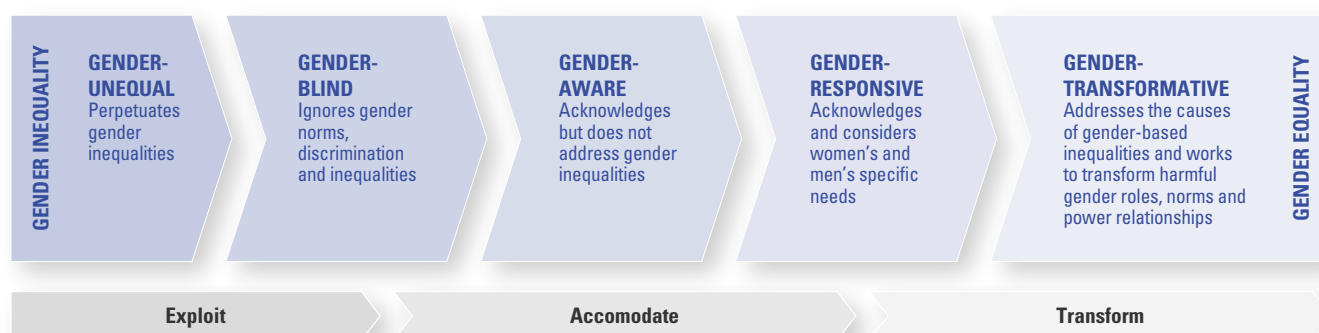 GENDER INEQUALITY
GENDER-
UNEQUAL
Perpetuates
gender
inequalities
GENDER-
BLIND
Ignores gender
norms,
discrimination
and inequalities
GENDER-
AWARE
Acknowledges
but does not
address gender
inequalities
GENDER-
RESPONSIVE
Acknowledges
and considers
women's and
men's specific
needs
GENDER-
TRANSFORMATIVE
Addresses the causes
of gender-based
inequalities and works
to transform harmful
gender roles, norms and
power relationships
GENDER EQUALITY
Exploit
Accomodate
Transform